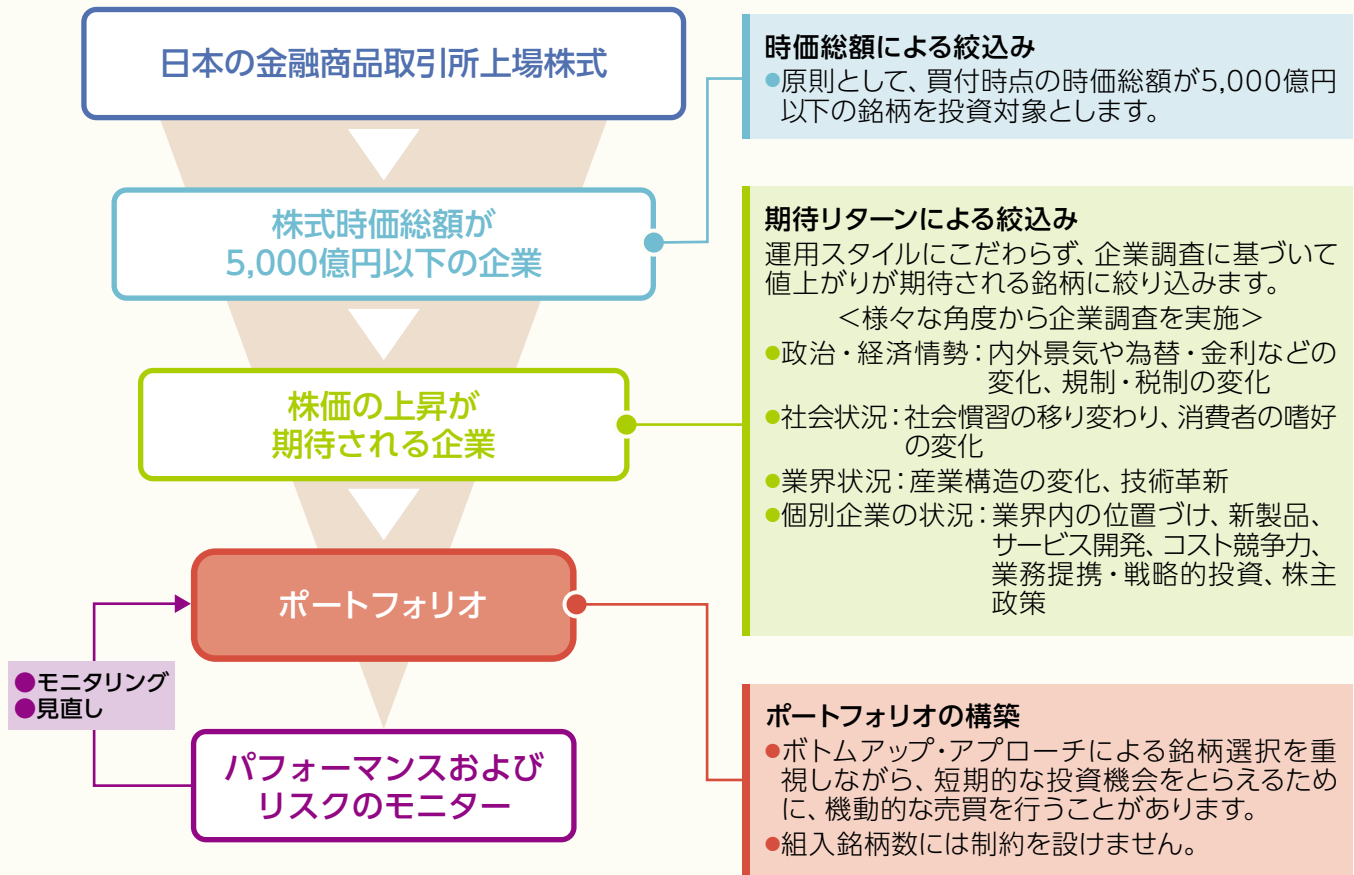 日本の金融商品取引所上場株式
株式時価総額が
5,000億円以下の企業
株価の上昇が
期待される企業
ポートフォリオ
●モニタリング
●見直し
パフォーマンスおよび
リスクのモニター
時価総額による絞込み
●原則として、買付時点の時価総額が5,000億円
以下の銘柄を投資対象とします。
期待リターンによる絞込み
運用スタイルにこだわらず、企業調査に基づいて
値上がりが期待される銘柄に絞り込みます。
＜様々な角度から企業調査を実施＞
●政治・経済情勢：内外景気や為替・金利などの
変化、規制・税制の変化
●社会状況：社会慣習の移り変わり、消費者の嗜好
の変化
●業界状況：産業構造の変化、技術革新
●個別企業の状況：業界内の位置づけ、新製品、
サービス開発、コスト競争力、
業務提携・戦略的投資、株主
政策
ポートフォリオの構築
●ボトムアップ・アプローチによる銘柄選択を重
視しながら、短期的な投資機会をとらえるため
に、機動的な売買を行うことがあります。
●組入銘柄数には制約を設けません。